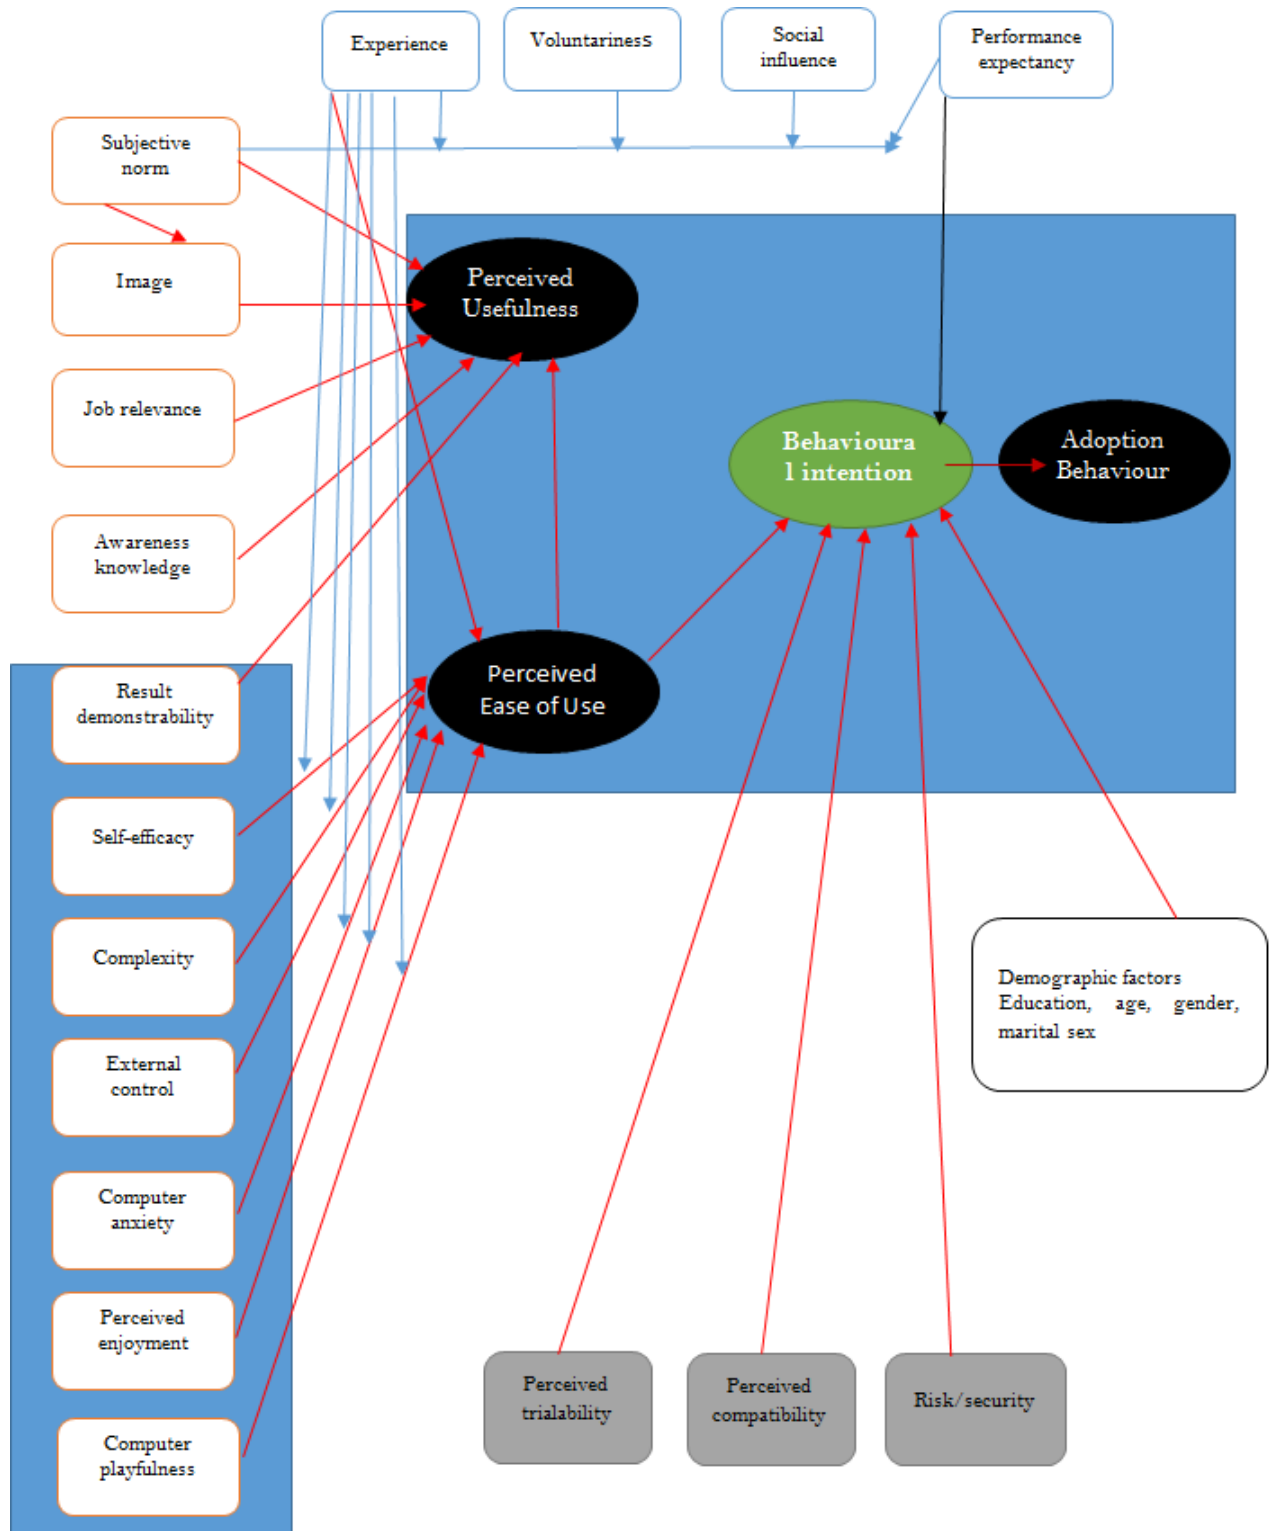 Experience
Voluntariness
Social
influence
Performance
expectancy
Subjective
norm
Image
Perceived
Usefulness
Job relevance
Behavioura
l intention
Adoption
Behaviour
Awareness
knowledge
Perceived
Ease of Use
Result
demonstrability
Self-efficacy
Complexity
External
control
Demographic factors
Education, age, gender,
marital sex
Computer
anxiety
Perceived
enjoyment
Computer
playfulness
Perceived
trialability
Perceived
compatibility
Risk/security